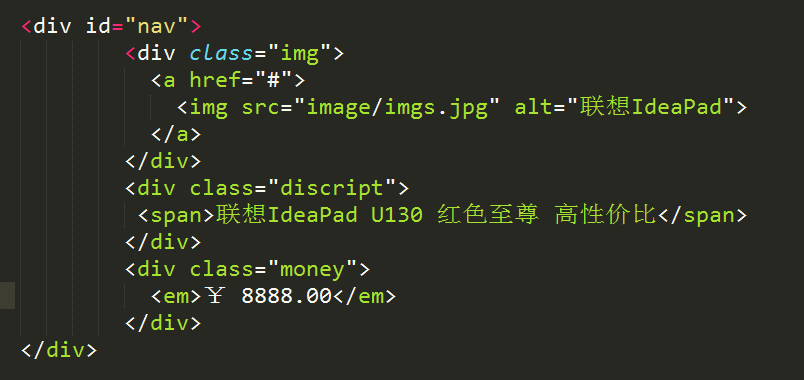 <div id="nav">
<div class="img">
<a href="#">
<img src="image/imgs.jpg" alt="联想IdeaPad">
</a>
</div>
<div class="discript">
<span>联想IdeaPad U130 红色至尊 高性价比</span>
</div>
<div class="money">
<em>￥ 8888.00</em>
</div>
</div>